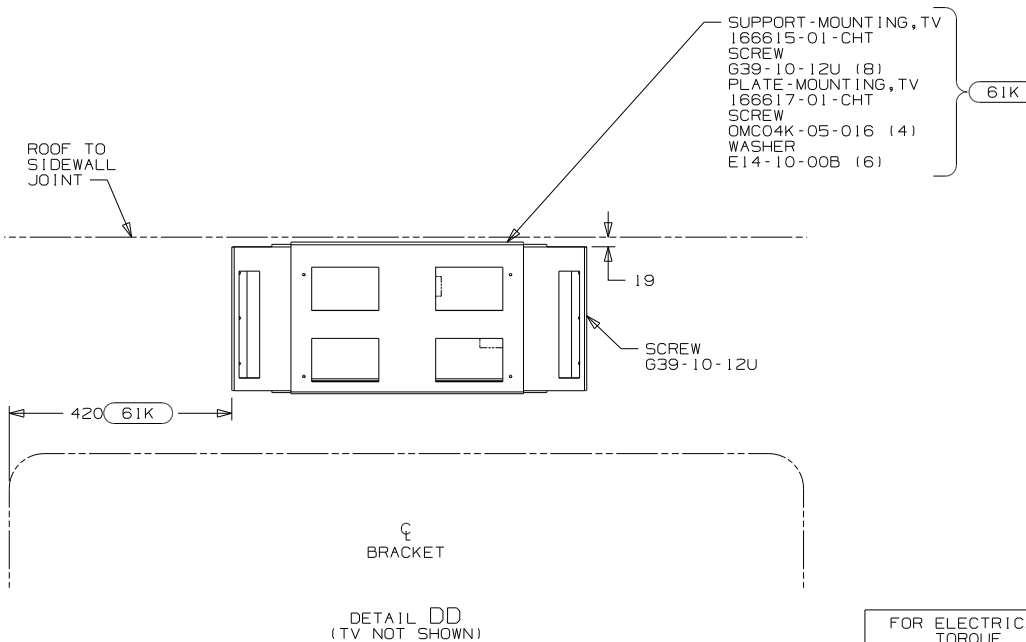 SUPPORT-MOUNTING,TV
166615-01-CHT
SCREW
G39-10-12U (8)
PLATE-MOUNTING,TV
166617-01-CHT
SCREW
OMC04K-05-016 (4)
WASHER
E14-10-00B (6)
61K
ROOF TO
SIDEWALL
JOINT
19
SCREW
G39-10-12U
420 61K
℄
BRACKET
DETAIL DD
(TV NOT SHOWN)
FOR ELECTRIC
TORQUE